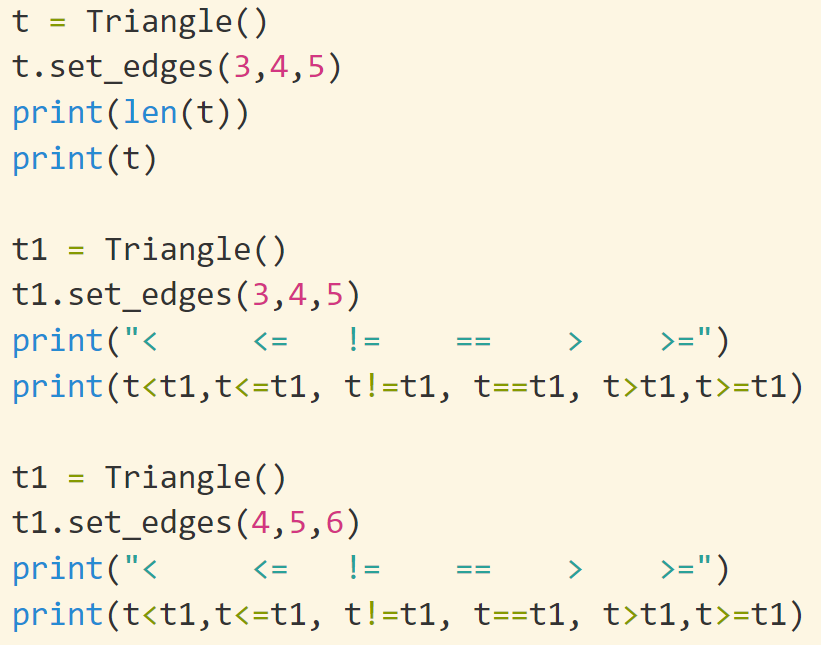 t = Triangle()
t.set_edges(3,4,5)
print(len(t))
print(t)

t1 = Triangle()
t1.set_edges(3,4,5)
print("<     <=   !=    ==    >    >=")
print(t<t1,t<=t1, t!=t1, t==t1, t>t1,t>=t1)

t1 = Triangle()
t1.set_edges(4,5,6)
print("<     <=   !=    ==    >    >=")
print(t<t1,t<=t1, t!=t1, t==t1, t>t1,t>=t1)